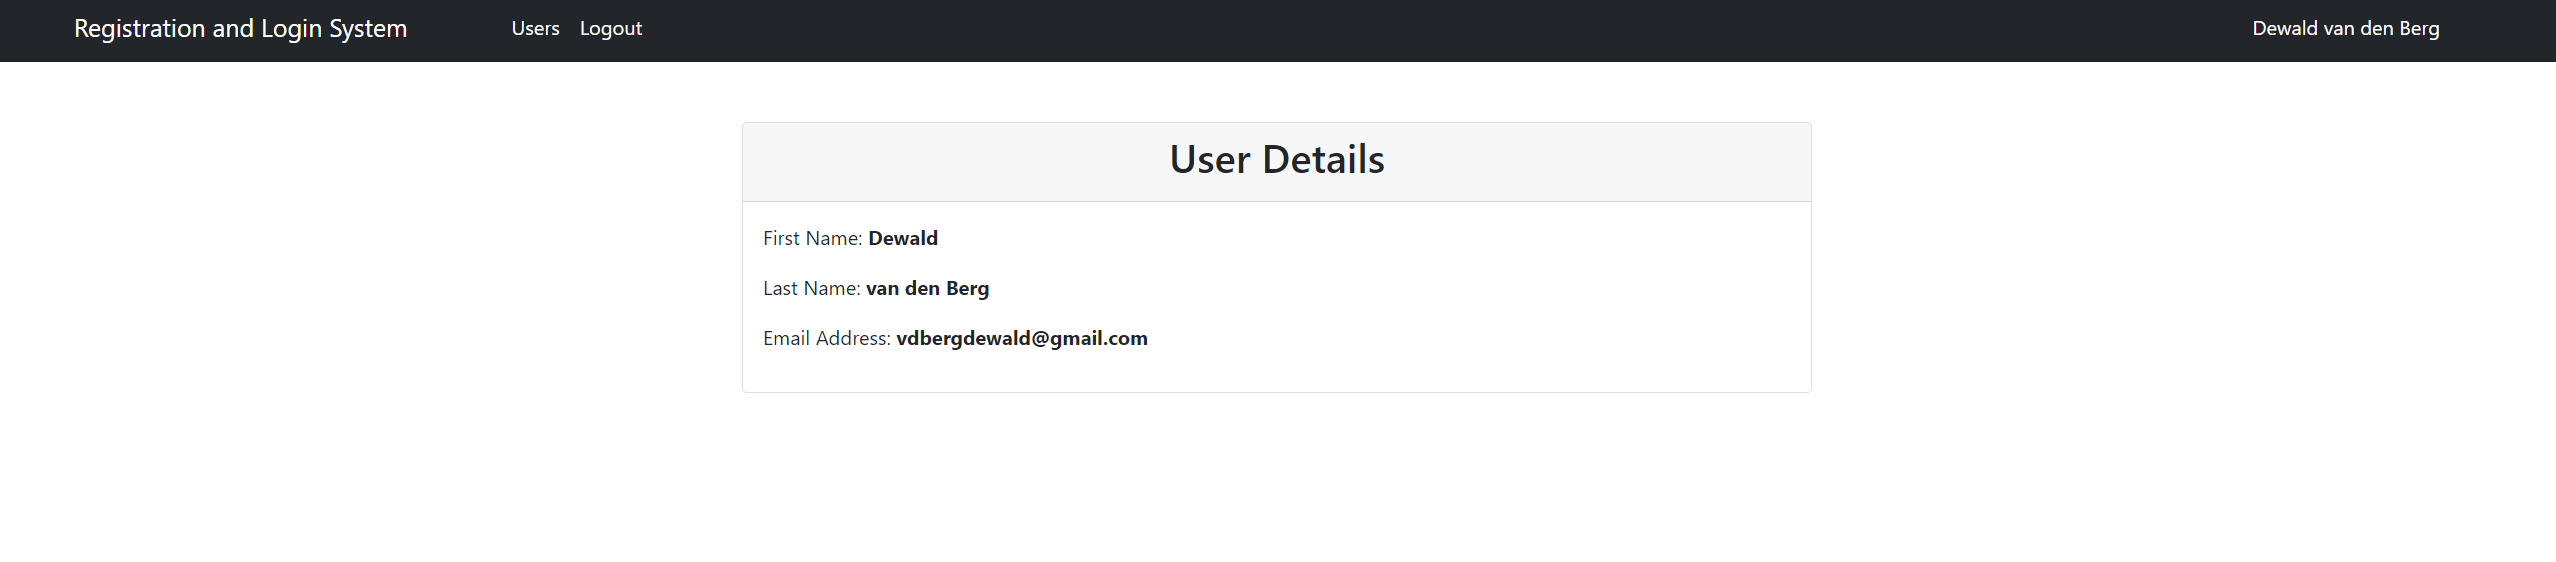 Registration and Login System Users Logout Dewald van den Berg
User Details
First Name: Dewald
Last Name: van den Berg
Email Address: vdbergdewald@gmail.com